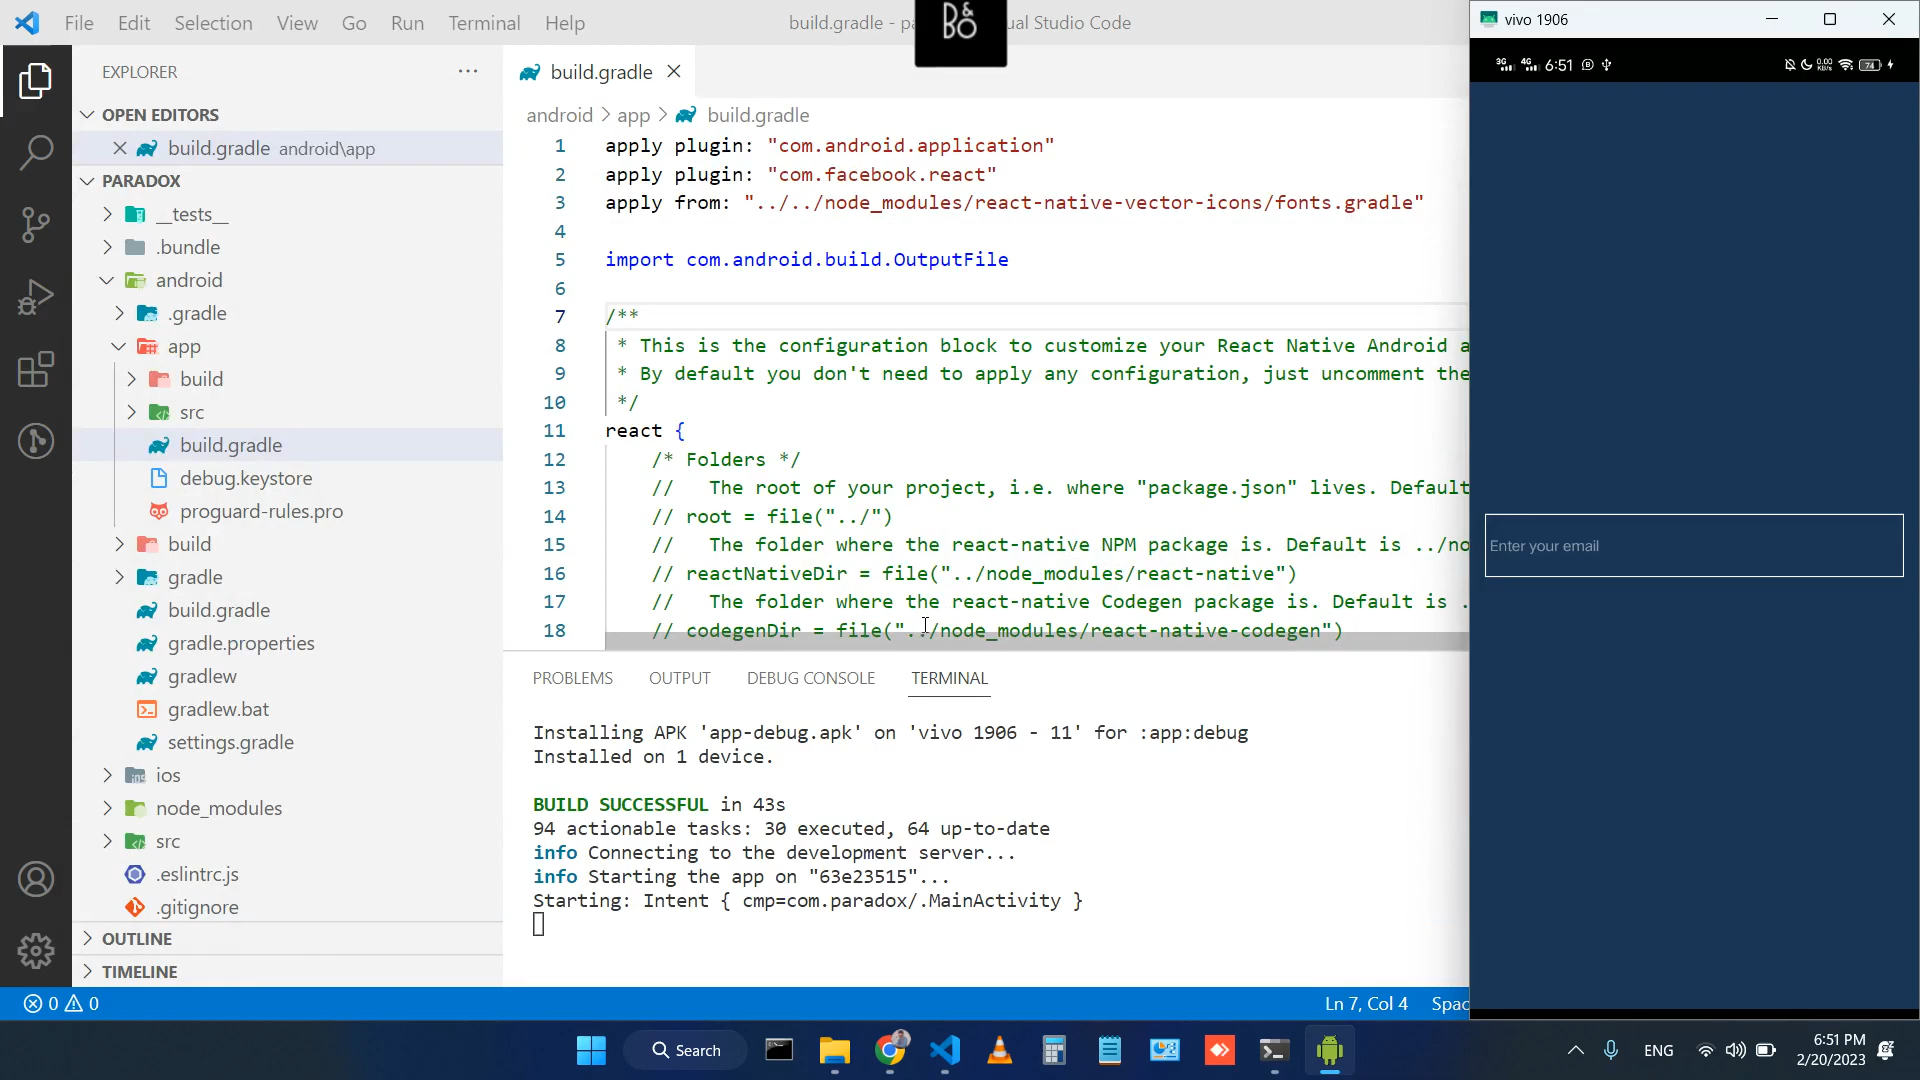 File Edit Selection View Go Run Terminal Help
build.gradle - pa
ual Studio Code
B&O
vivo 1906
EXPLORER
OPEN EDITORS
build.gradle android\app
PARADOX
__tests__
.bundle
android
.gradle
app
build
src
build.gradle
debug.keystore
proguard-rules.pro
build
gradle
build.gradle
gradle.properties
gradlew
gradlew.bat
settings.gradle
ios
node_modules
src
.eslintrc.js
.gitignore
OUTLINE
TIMELINE
build.gradle
android > app > build.gradle
1 apply plugin: "com.android.application"
2 apply plugin: "com.facebook.react"
3 apply from: "../../node_modules/react-native-vector-icons/fonts.gradle"
4
5 import com.android.build.OutputFile
6
7 /**
8 * This is the configuration block to customize your React Native Android a
9 * By default you don't need to apply any configuration, just uncomment the
10 */
11 react {
12 /* Folders */
13 // The root of your project, i.e. where "package.json" lives. Default
14 // root = file("../")
15 // The folder where the react-native NPM package is. Default is ../no
16 // reactNativeDir = file("../node_modules/react-native")
17 // The folder where the react-native Codegen package is. Default is .
18 // codegenDir = file("../node_modules/react-native-codegen")
PROBLEMS OUTPUT DEBUG CONSOLE TERMINAL
Installing APK 'app-debug.apk' on 'vivo 1906 - 11' for :app:debug
Installed on 1 device.
BUILD SUCCESSFUL in 43s
94 actionable tasks: 30 executed, 64 up-to-date
info Connecting to the development server...
info Starting the app on "63e23515"...
Starting: Intent { cmp=com.paradox/.MainActivity }
3G 4G 6:51
0.00 KB/s 74
Enter your email
0 0
Ln 7, Col 4 Spac
Search
ENG
6:51 PM
2/20/2023